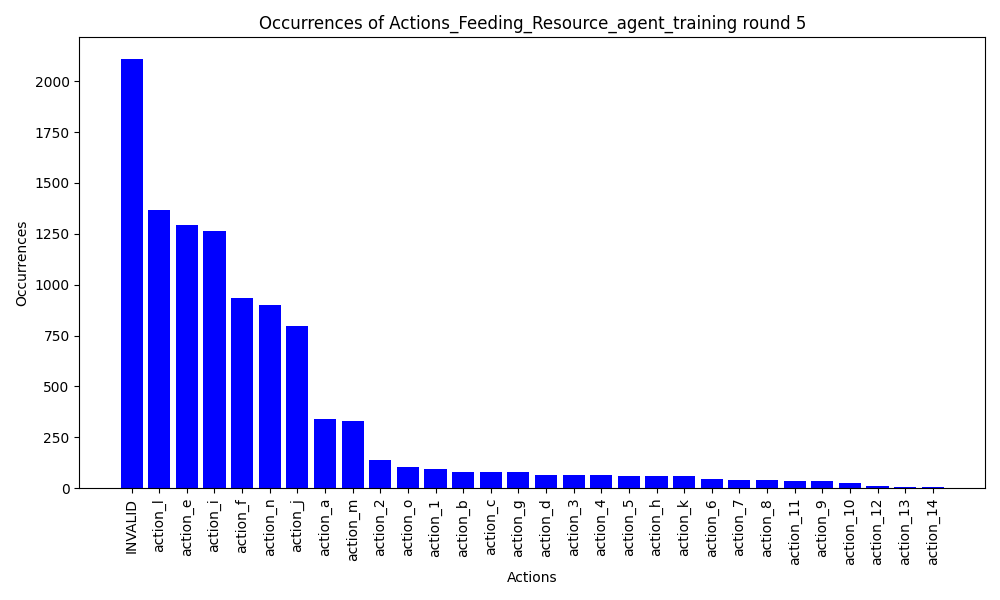 Occurrences of Actions_Feeding_Resource_agent_training round 5
Occurrences
2000
1750
1500
1250
1000
750
500
250
0
INVALID
action_l
action_e
action_i
action_f
action_n
action_j
action_a
action_m
action_2
action_o
action_1
action_b
action_c
action_g
action_d
action_3
action_4
action_5
action_h
action_k
action_6
action_7
action_8
action_11
action_9
action_10
action_12
action_13
action_14
Actions